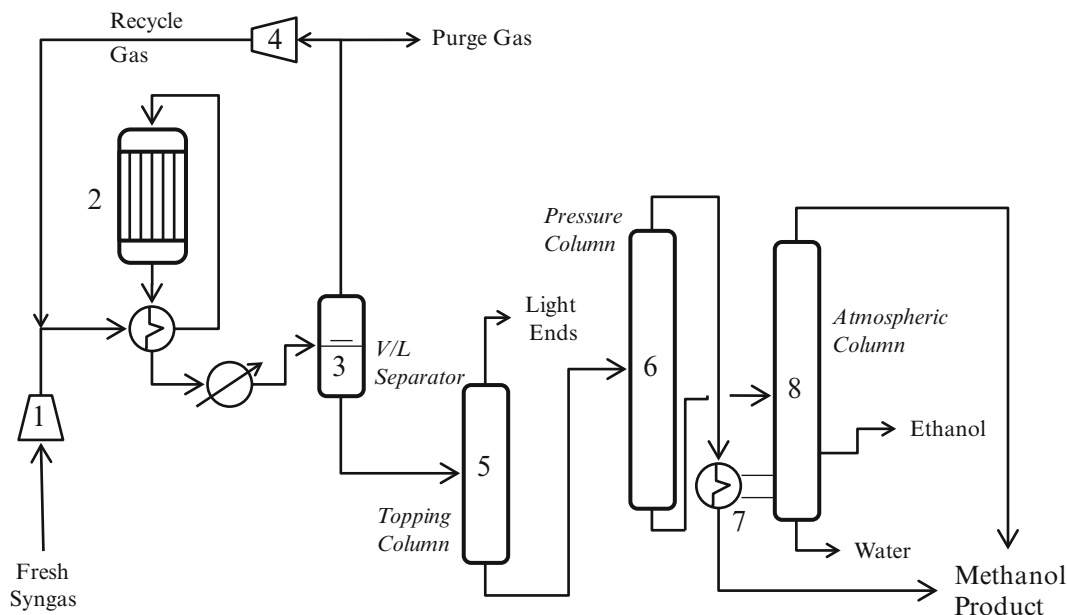 Recycle
Gas
4
Purge Gas
2
Pressure
Column
Light
Ends
Atmospheric
Column
3
V/L
Separator
6
8
1
5
Ethanol
Topping
Column
7
Water
Fresh
Syngas
Methanol
Product